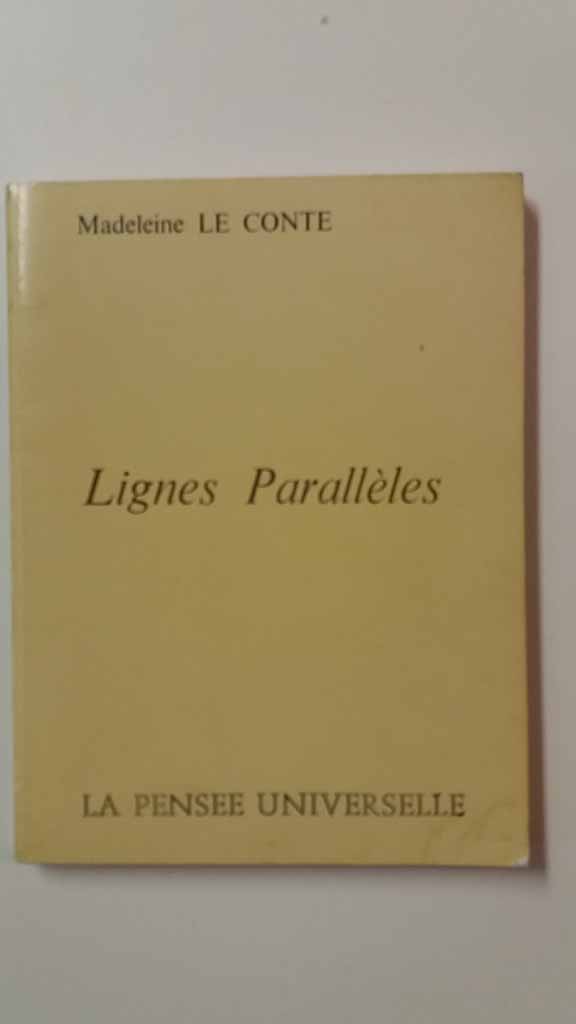 Madeleine LE CONTE
Lignes Parallèles
LA PENSEE UNIVERSELLE